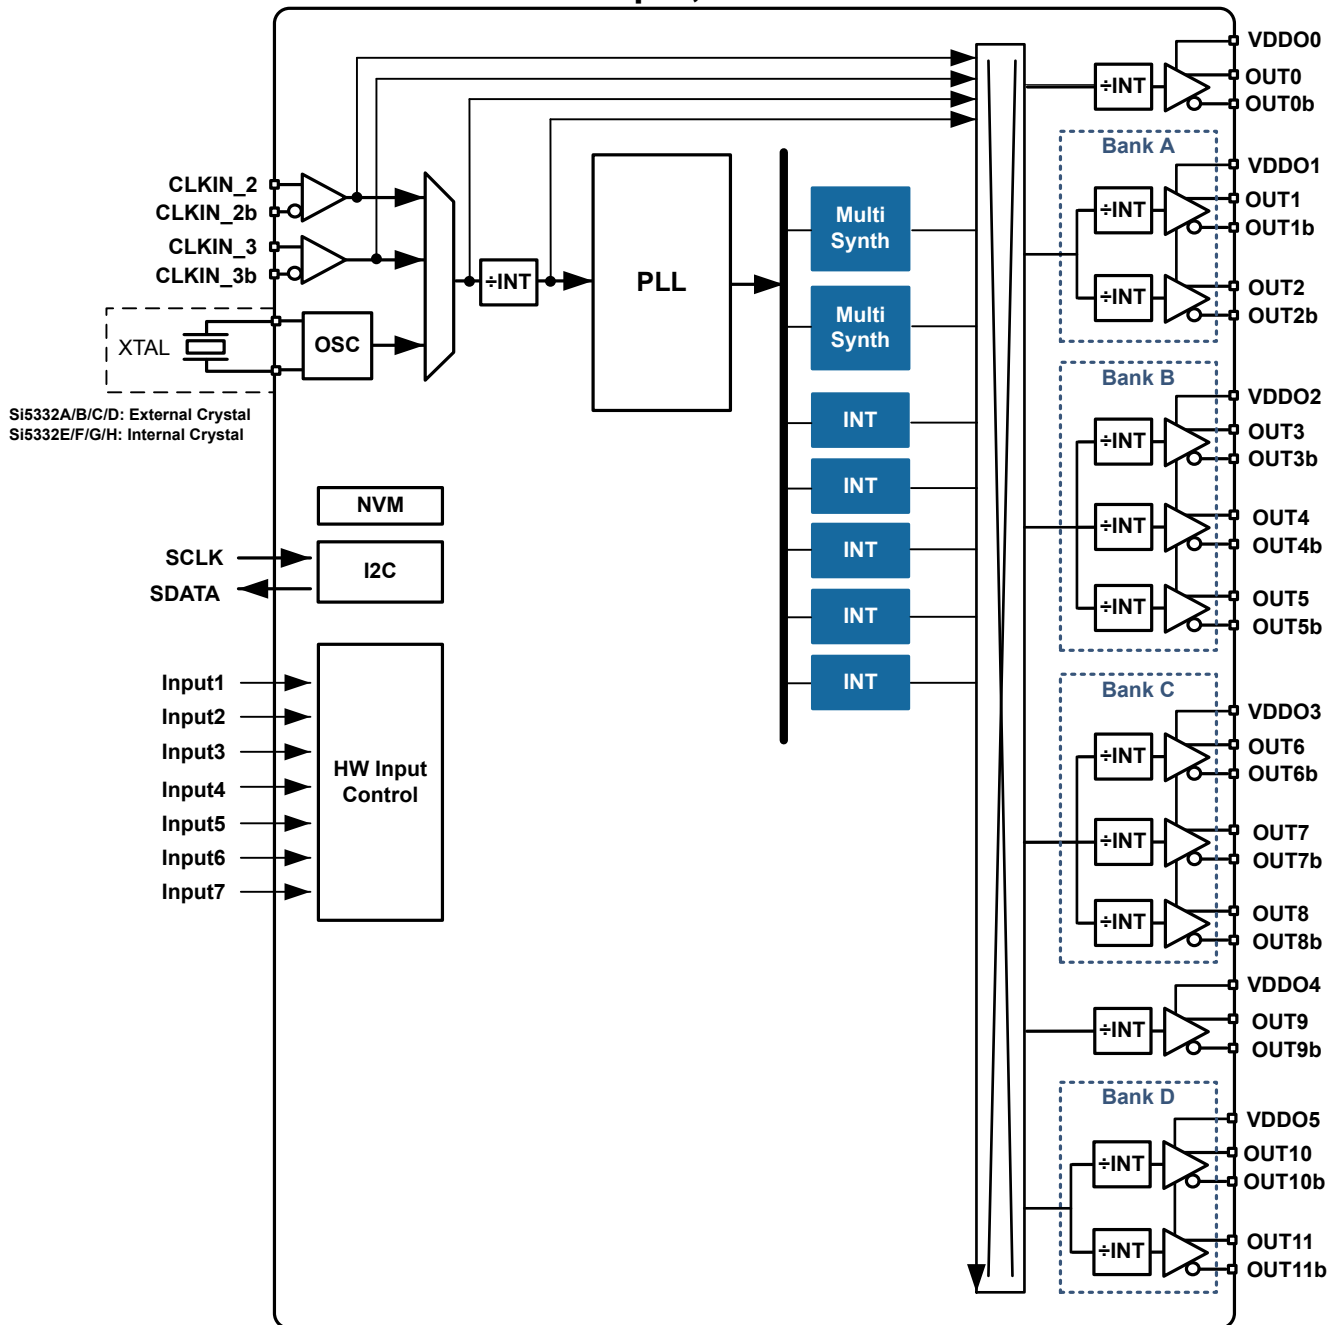 VDDO0
OUT0
÷INT
OUT0b
Bank A
VDDO1
CLKIN_2
CLKIN_2b
CLKIN_3
CLKIN_3b
÷INT
OUT1
OUT1b
÷INT
OUT2
OUT2b
÷INT
PLL
Multi
Synth
Multi
Synth
XTAL
OSC
Si5332A/B/C/D: External Crystal
Si5332E/F/G/H: Internal Crystal
INT
INT
INT
INT
INT
Bank B
VDDO2
OUT3
÷INT
OUT3b
OUT4
÷INT
OUT4b
OUT5
÷INT
OUT5b
NVM
SCLK
I2C
SDATA
Input1
Input2
Input3
Input4
Input5
Input6
Input7
HW Input
Control
Bank C
VDDO3
OUT6
÷INT
OUT6b
OUT7
÷INT
OUT7b
OUT8
÷INT
OUT8b
VDDO4
OUT9
÷INT
OUT9b
Bank D
VDDO5
OUT10
÷INT
OUT10b
OUT11
÷INT
OUT11b